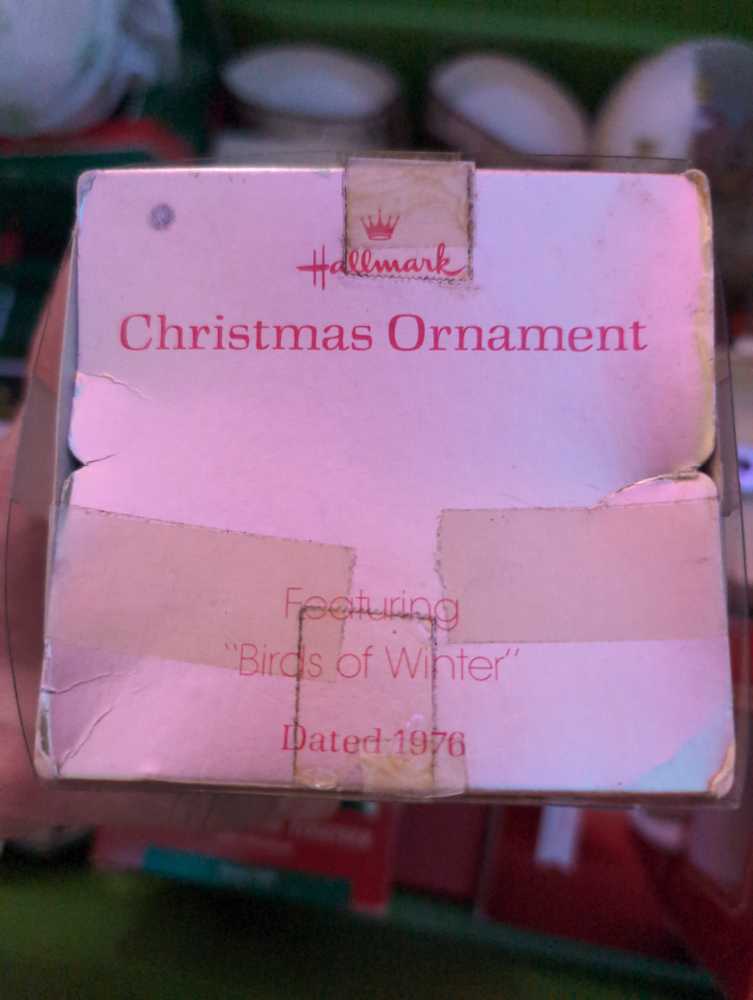 Hallmark
Christmas Ornament
Featuring
"Birds of Winter"
Dated 1976